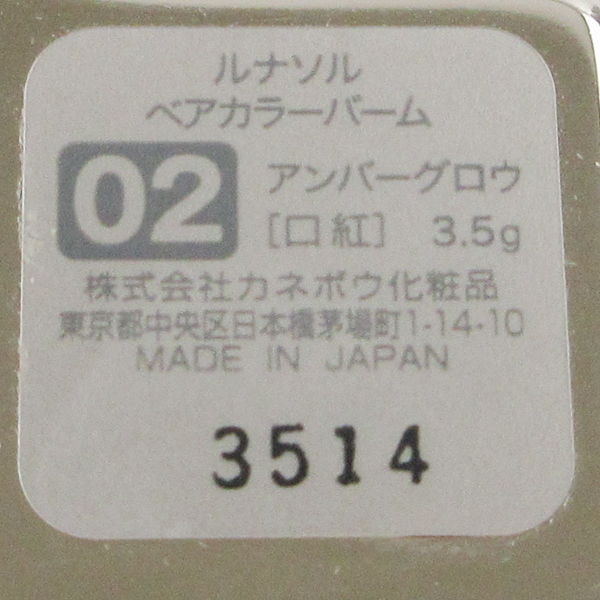 ルナソル
ベアカラーバーム
02 アンバーグロウ
[口紅] 3.5g
株式会社カネボウ化粧品
東京都中央区日本橋茅場町1-14-10
MADE IN JAPAN
3514